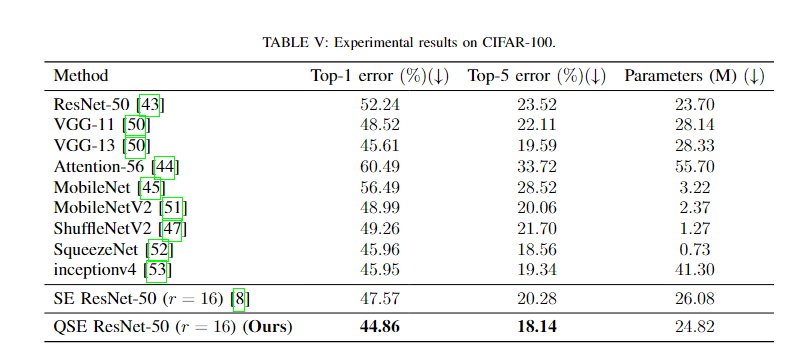 TABLE V: Experimental results on CIFAR-100.
Method Top-1 error (%)(↓) Top-5 error (%)(↓) Parameters (M) (↓)
ResNet-50 [43] 52.24 23.52 23.70
VGG-11 [50] 48.52 22.11 28.14
VGG-13 [50] 45.61 19.59 28.33
Attention-56 [44] 60.49 33.72 55.70
MobileNet [45] 56.49 28.52 3.22
MobileNetV2 [51] 48.99 20.06 2.37
ShuffleNetV2 [47] 49.26 21.70 1.27
SqueezeNet [52] 45.96 18.56 0.73
inceptionv4 [53] 45.95 19.34 41.30
SE ResNet-50 (r = 16) [8] 47.57 20.28 26.08
QSE ResNet-50 (r = 16) (Ours) 44.86 18.14 24.82